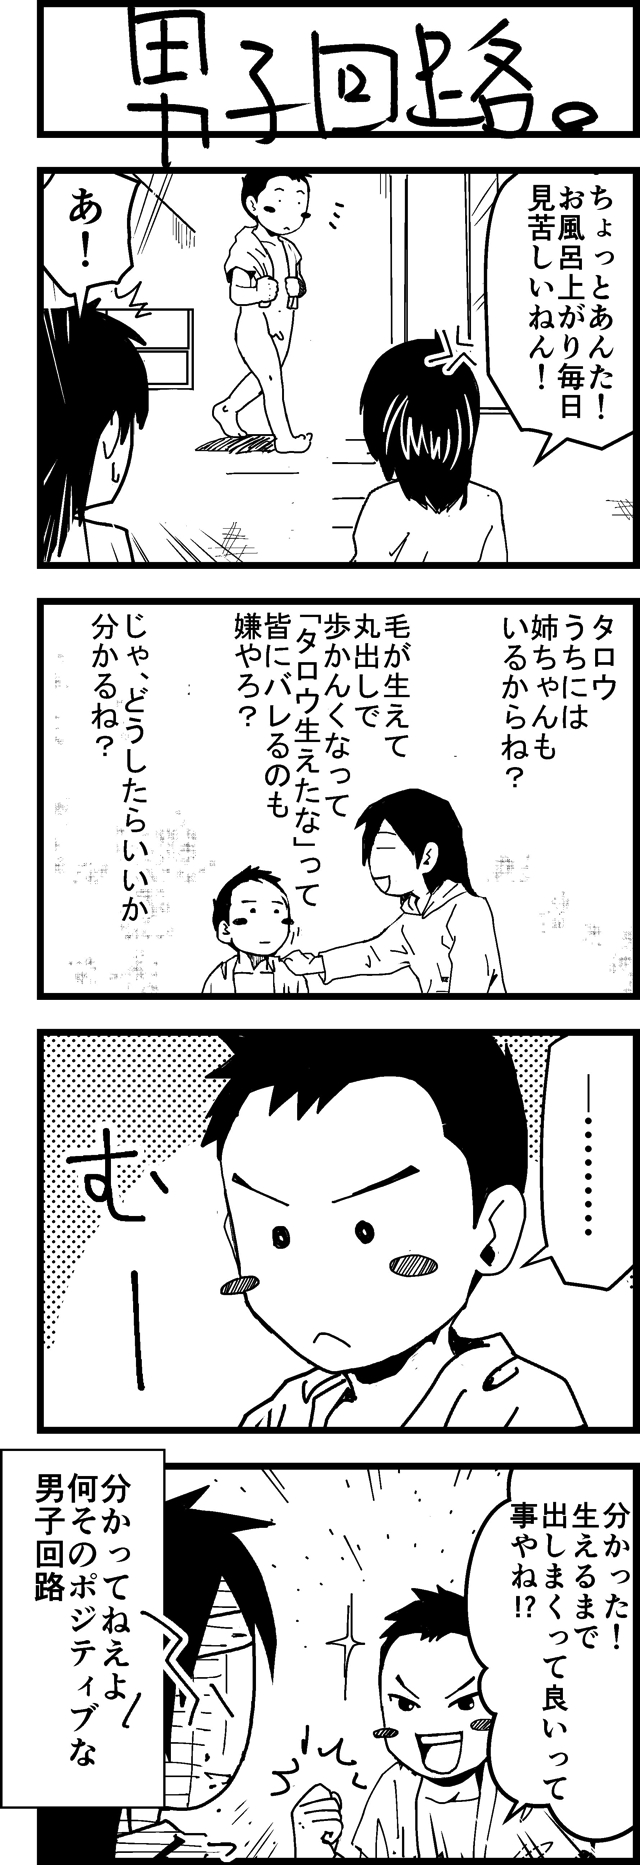 男子回路。
ちょっとあんた！
お風呂上がり毎日
見苦しいねん！
あ！
タロウ
うちには
姉ちゃんも
いるからね？
毛が生えて
丸出しで
歩かんくなって
「タロウ生えたな」って
皆にバレるのも
嫌やろ？
じゃ、どうしたらいいか
分かるね？
―………
むー
分かった！
生えるまで
出しまくって良いって
事やね!?
分かってねえよ
何そのポジティブな
男子回路